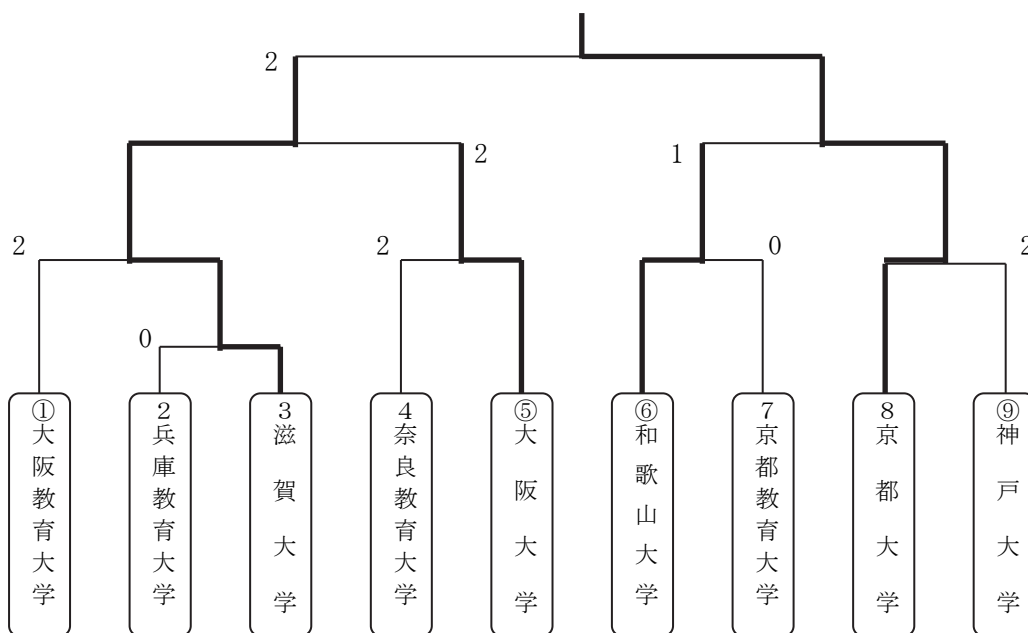 2
2
1
2
2
0
2
0
①大阪教育大学
2兵庫教育大学
3滋賀大学
4奈良教育大学
⑤大阪大学
⑥和歌山大学
7京都教育大学
8京都大学
⑨神戸大学